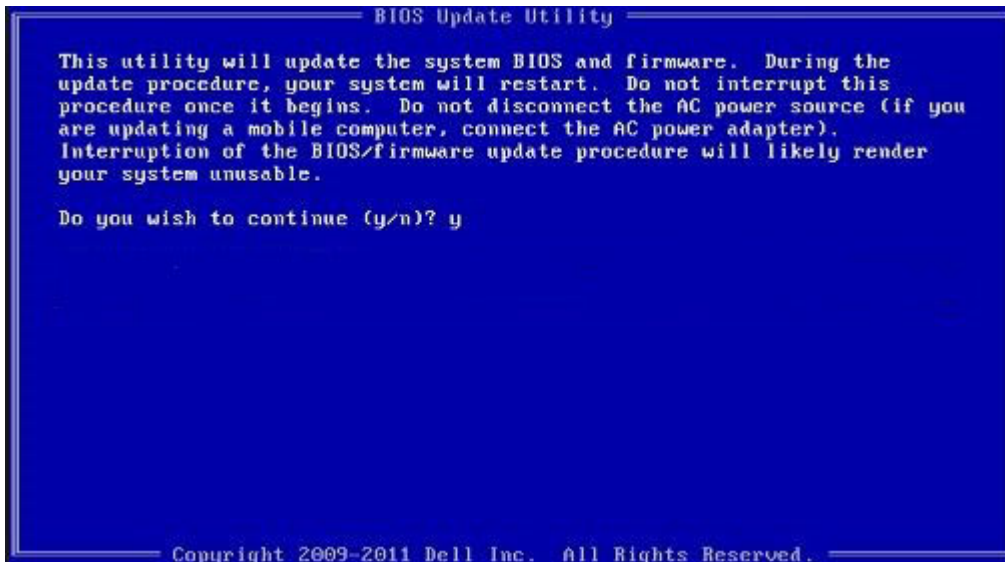 BIOS Update Utility
This utility will update the system BIOS and firmware. During the
update procedure, your system will restart. Do not interrupt this
procedure once it begins. Do not disconnect the AC power source (if you
are updating a mobile computer, connect the AC power adapter).
Interruption of the BIOS/firmware update procedure will likely render
your system unusable.
Do you wish to continue (y/n)? y
Copyright 2009-2011 Dell Inc. All Rights Reserved.